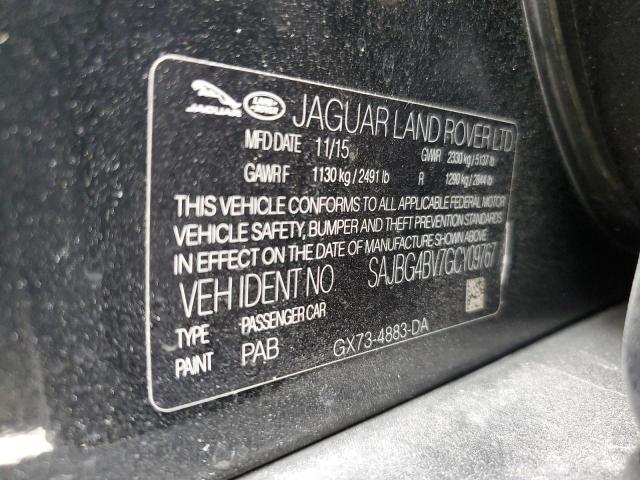 JAGUAR LAND ROVER LTD
MFD DATE 11/15 GVWR 2330 kg / 5137 lb
GAWR F 1130 kg / 2491 lb R 1290 kg / 2844 lb
THIS VEHICLE CONFORMS TO ALL APPLICABLE FEDERAL MOTOR
VEHICLE SAFETY, BUMPER AND THEFT PREVENTION STANDARDS
IN EFFECT ON THE DATE OF MANUFACTURE SHOWN ABOVE.
VEH IDENT NO SAJBG4BV7GCY09767
TYPE PASSENGER CAR
PAINT PAB GX73-4883-DA
JAGUAR
LAND ROVER